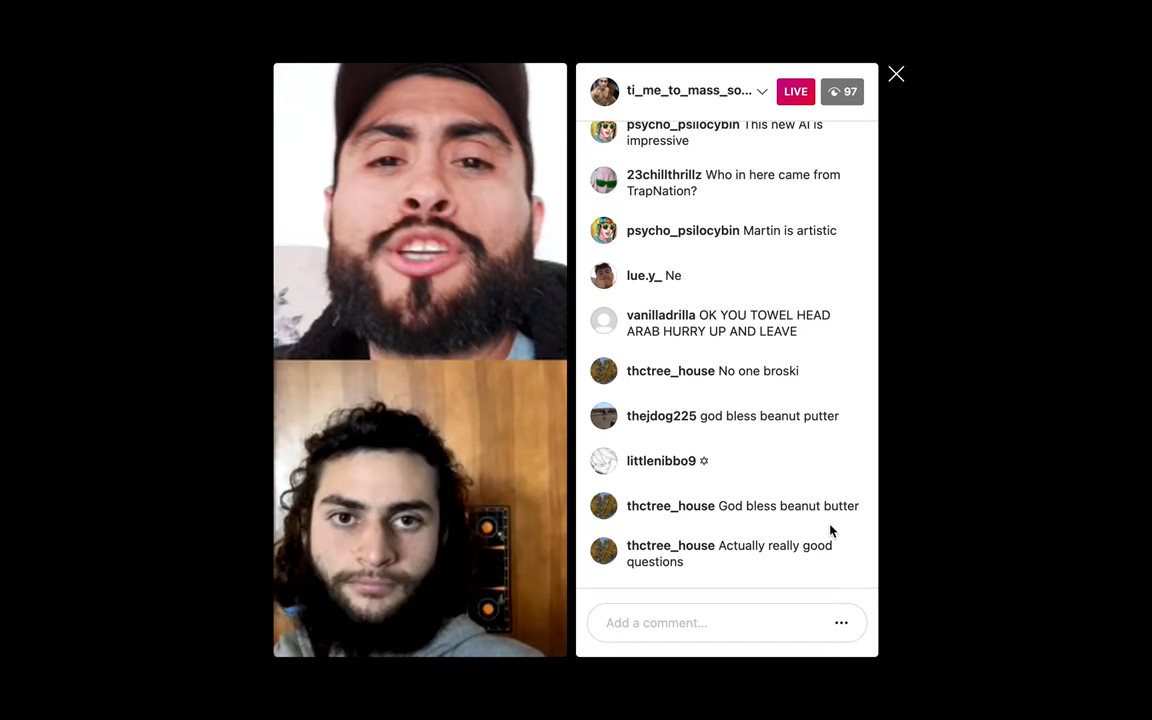 ti_me_to_mass_so...
LIVE
97
psycho_psilocybin This new AI is
impressive
23chillthrillz Who in here came from
TrapNation?
psycho_psilocybin Martin is artistic
lue.y_ Ne
vanilladrilla OK YOU TOWEL HEAD
ARAB HURRY UP AND LEAVE
thctree_house No one broski
thejdog225 god bless beanut putter
littlenibbo9 ✡
thctree_house God bless beanut butter
thctree_house Actually really good
questions
Add a comment...